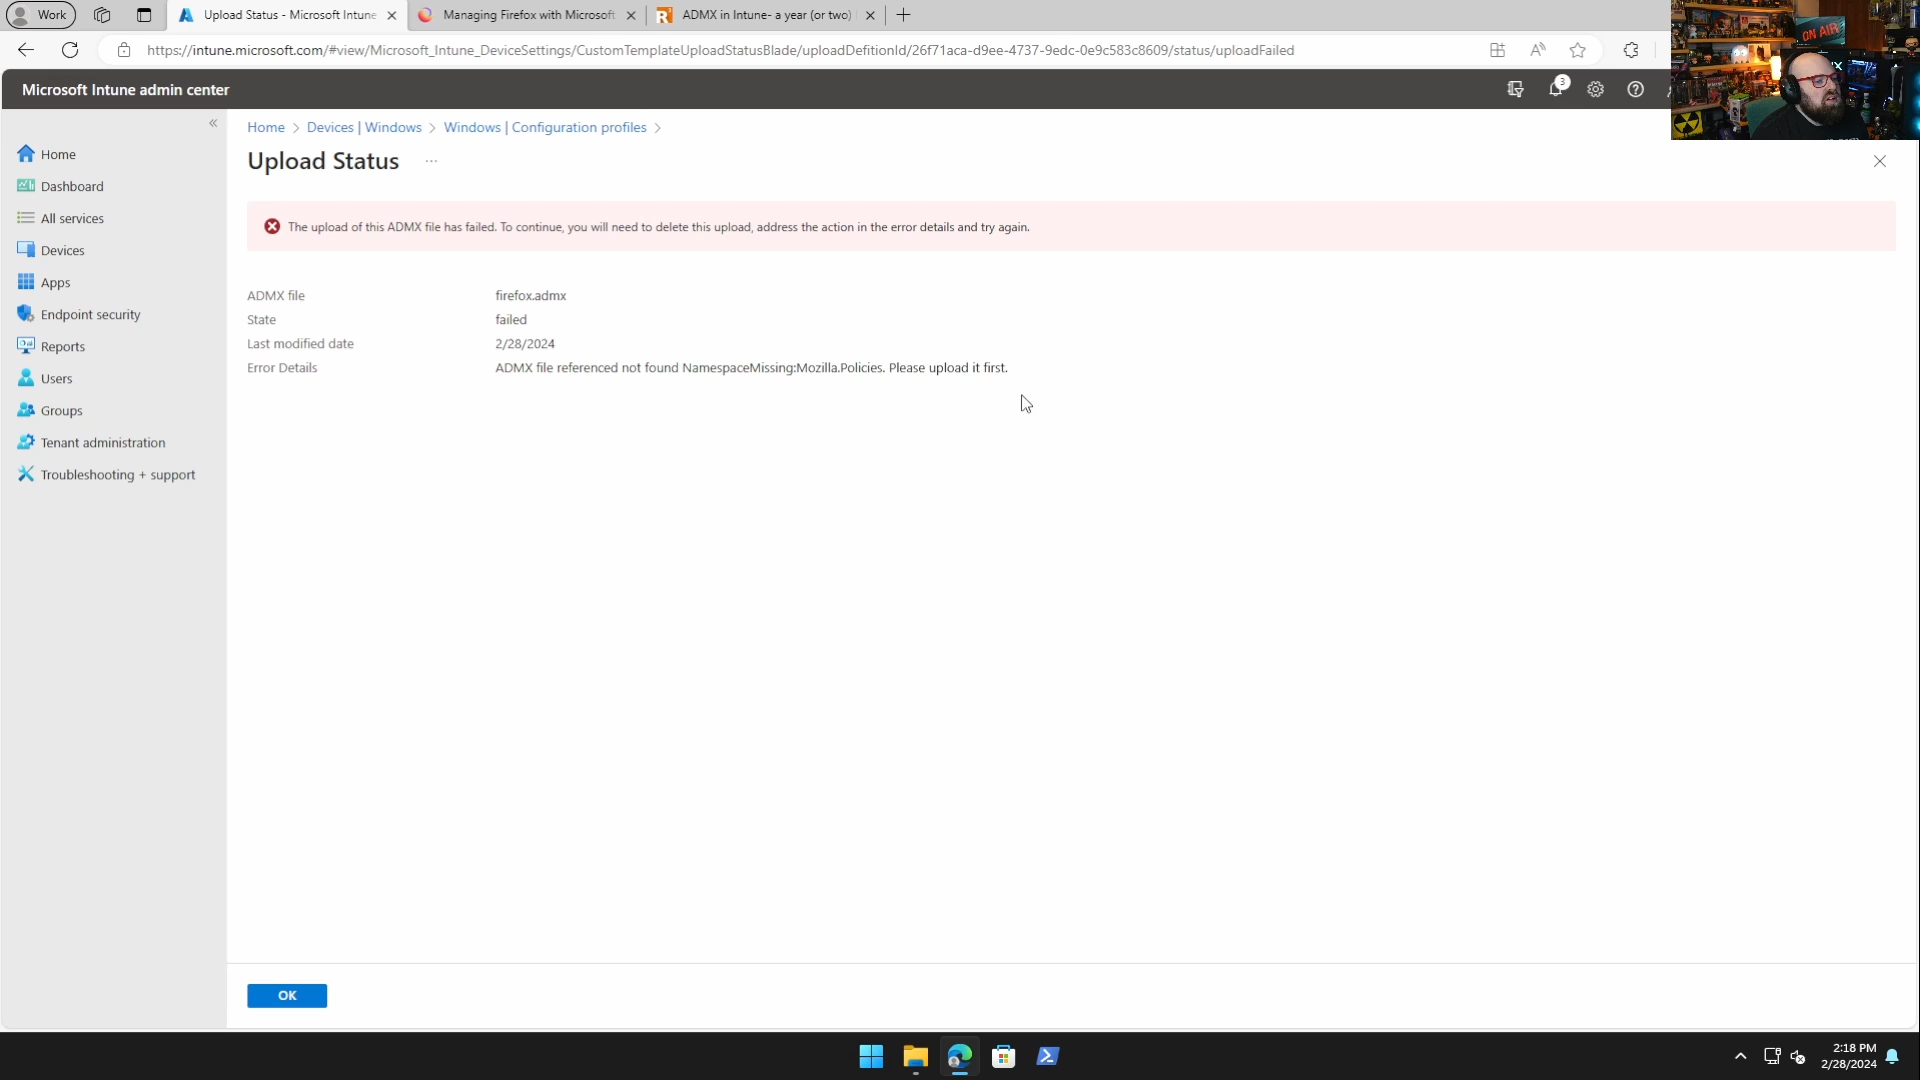 Work
Upload Status - Microsoft Intune
Managing Firefox with Microsoft
ADMX in Intune- a year (or two)
https://intune.microsoft.com/#view/Microsoft_Intune_DeviceSettings/CustomTemplateUploadStatusBlade/uploadDefitionId/26f71aca-d9ee-4737-9edc-0e9c583c8609/status/uploadFailed
ON AIR
Microsoft Intune admin center
3
Home > Devices | Windows > Windows | Configuration profiles >
Upload Status
Home
Dashboard
All services
Devices
Apps
Endpoint security
Reports
Users
Groups
Tenant administration
Troubleshooting + support
The upload of this ADMX file has failed. To continue, you will need to delete this upload, address the action in the error details and try again.
ADMX file firefox.admx
State failed
Last modified date 2/28/2024
Error Details ADMX file referenced not found NamespaceMissing:Mozilla.Policies. Please upload it first.
OK
2:18 PM
2/28/2024